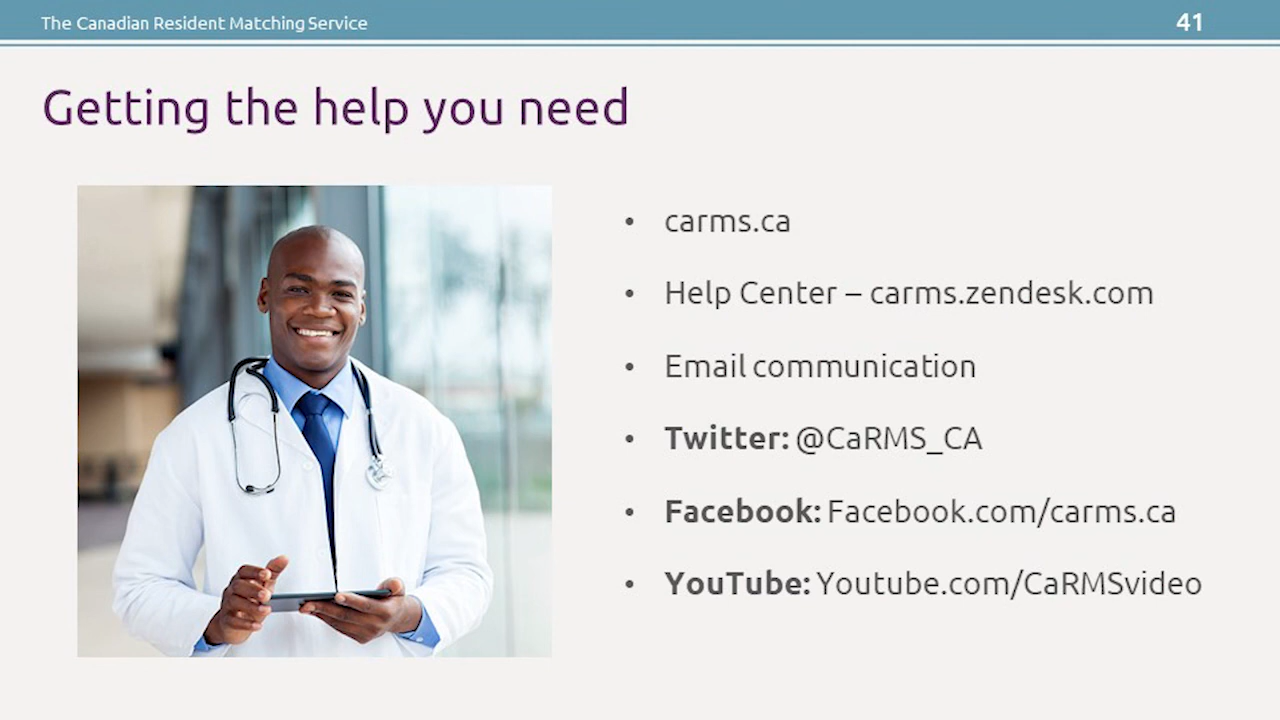 The Canadian Resident Matching Service
41
Getting the help you need
• carms.ca
• Help Center – carms.zendesk.com
• Email communication
• Twitter: @CaRMS_CA
• Facebook: Facebook.com/carms.ca
• YouTube: Youtube.com/CaRMSvideo